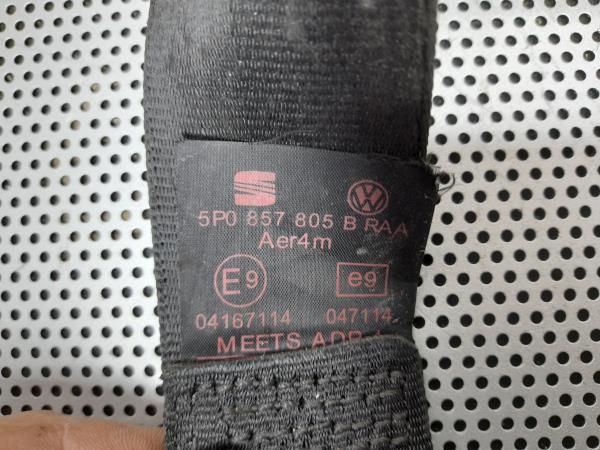 5P0 857 805 B RAA
Aer4m
E9 e9
04167114 047114
MEETS ADR